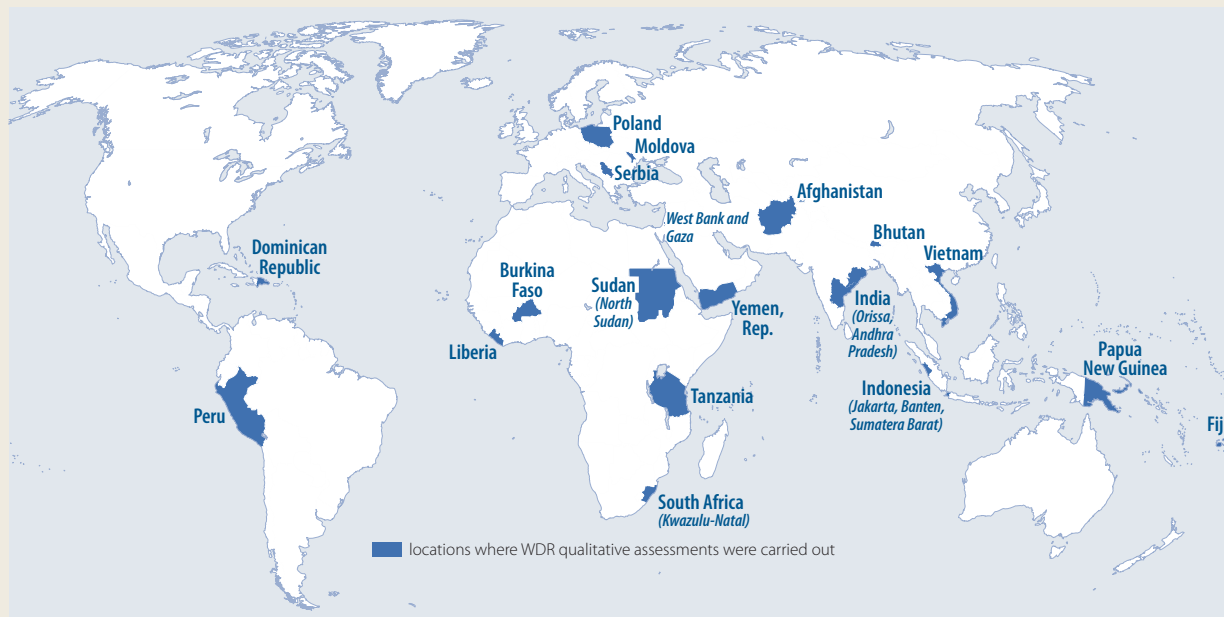 Poland
Moldova
Serbia
Afghanistan
West Bank and
Gaza
Bhutan
Vietnam
Dominican
Republic
Burkina
Faso
Sudan
(North
Sudan)
Yemen,
Rep.
India
(Orissa,
Andhra
Pradesh)
Liberia
Papua
New Guinea
Peru
Tanzania
Indonesia
(Jakarta, Banten,
Sumatera Barat)
Fij
South Africa
(Kwazulu-Natal)
locations where WDR qualitative assessments were carried out